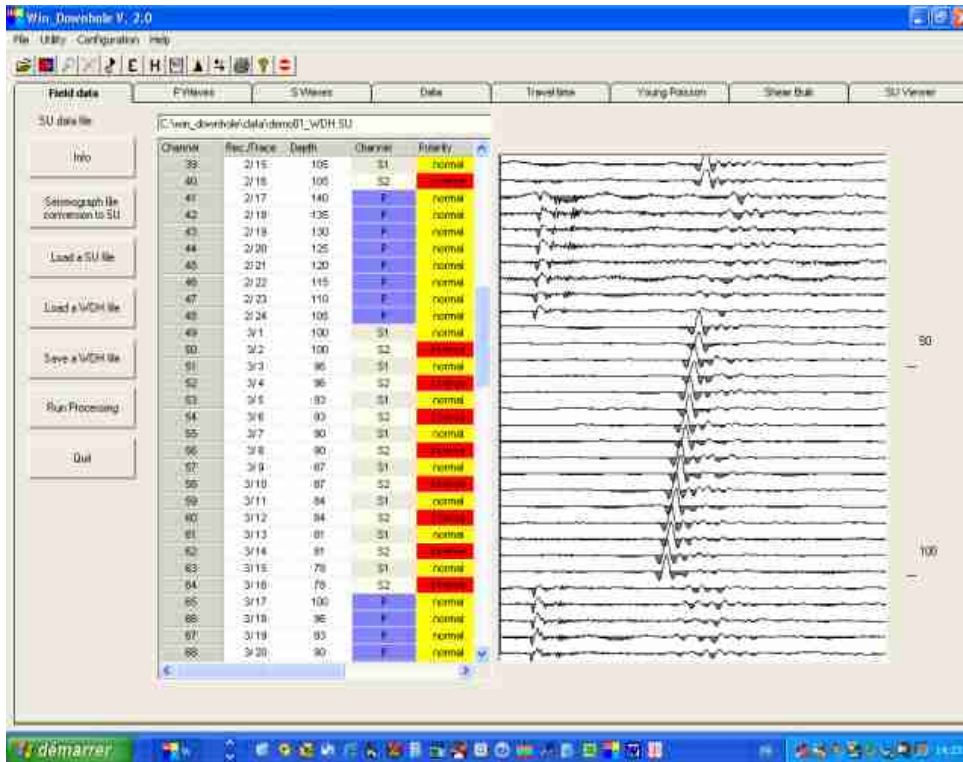 Win_Downhole V. 2.0
File Utility Configuration Help
E H
Field data P Waves S Waves Data Travel time Young Poisson Shear Bulk SU Viewer
SU data file C:\win_downhole\data\demo01_WDH.SU
Info
Seismograph file
conversion to SU
Load a SU file
Load a WDH file
Save a WDH file
Run Processing
Quit
Channel Rec./Trace Depth Channel Polarity
39 2/15 105 S1 normal
40 2/16 105 S2
41 2/17 140 P normal
42 2/18 135 P normal
43 2/19 130 P normal
44 2/20 125 P normal
45 2/21 120 P normal
46 2/22 115 P normal
47 2/23 110 P normal
48 2/24 105 P normal
49 3/1 100 S1 normal
50 3/2 100 S2
51 3/3 96 S1 normal
52 3/4 96 S2
53 3/5 93 S1 normal
54 3/6 93 S2
55 3/7 90 S1 normal
56 3/8 90 S2
57 3/9 87 S1 normal
58 3/10 87 S2
59 3/11 84 S1 normal
60 3/12 84 S2
61 3/13 81 S1 normal
62 3/14 81 S2
63 3/15 78 S1 normal
64 3/16 78 S2
65 3/17 100 P normal
66 3/18 96 P normal
67 3/19 93 P normal
68 3/20 90 P normal
50
100
démarrer